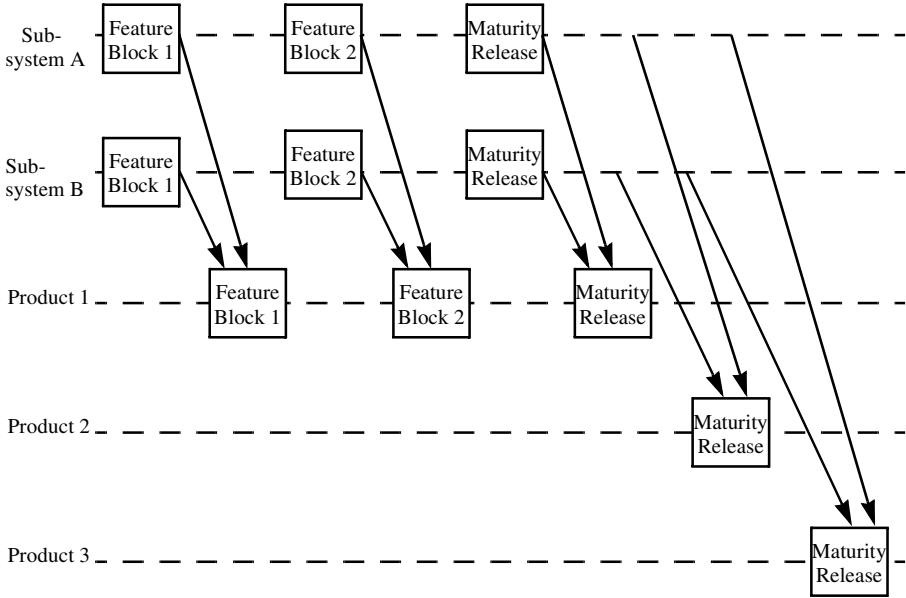 Sub-
system A
Feature
Block 1
Feature
Block 2
Maturity
Release
Sub-
system B
Feature
Block 1
Feature
Block 2
Maturity
Release
Product 1
Feature
Block 1
Feature
Block 2
Maturity
Release
Product 2
Maturity
Release
Product 3
Maturity
Release